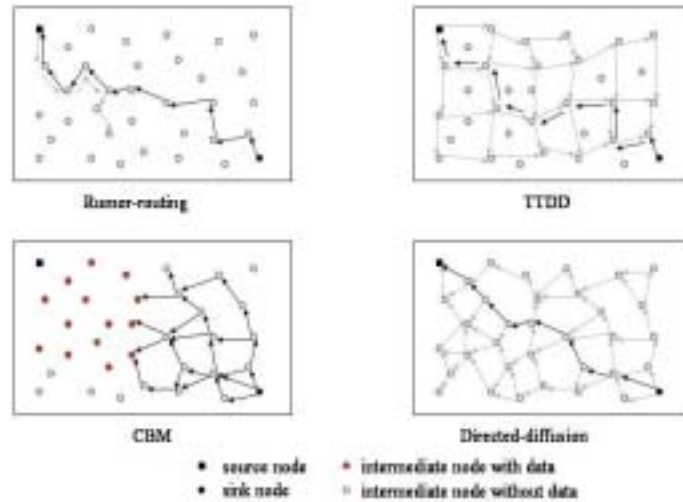 Rumor-routing
TTDD
CBM
Directed-diffusion
source node
intermediate node with data
sink node
intermediate node without data